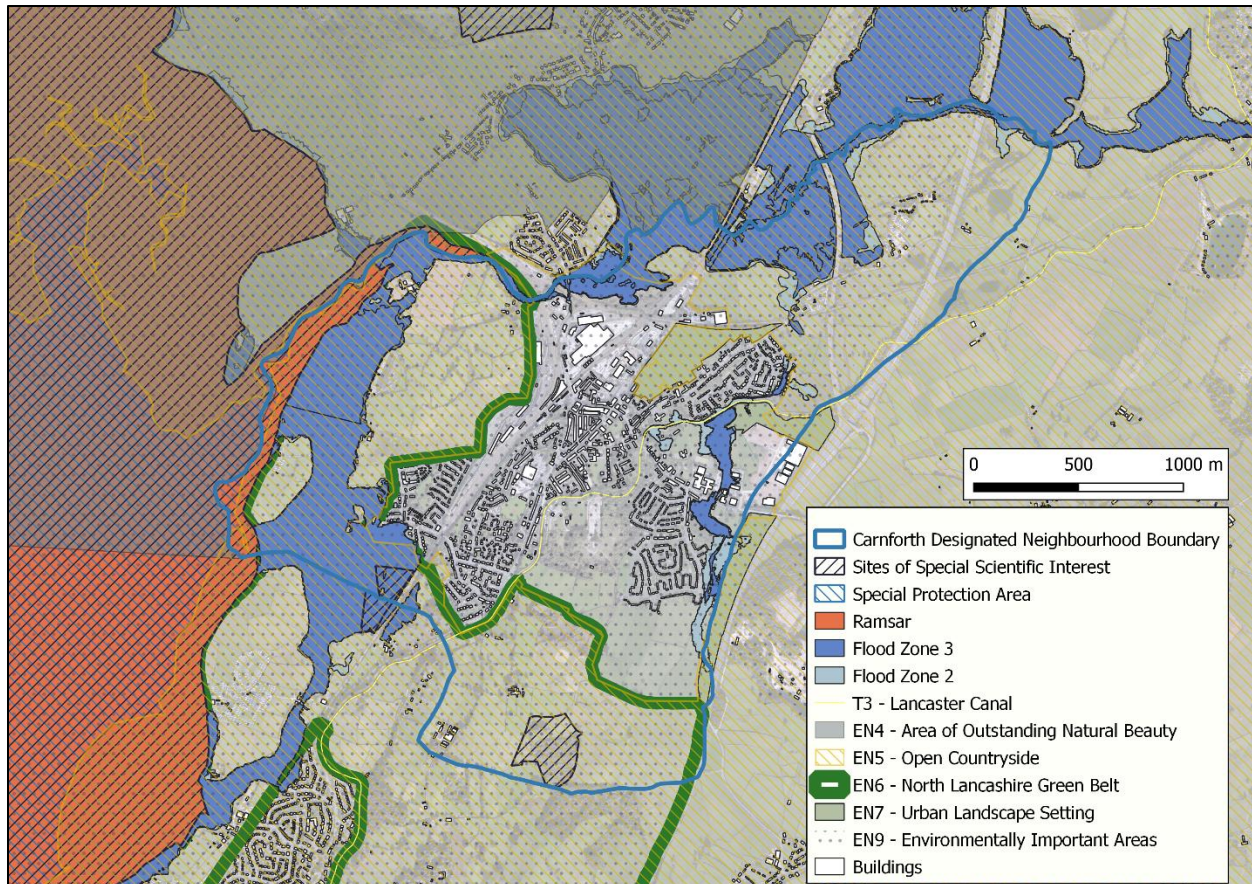 0 500 1000 m
Carnforth Designated Neighbourhood Boundary
Sites of Special Scientific Interest
Special Protection Area
Ramsar
Flood Zone 3
Flood Zone 2
T3 - Lancaster Canal
EN4 - Area of Outstanding Natural Beauty
EN5 - Open Countryside
EN6 - North Lancashire Green Belt
EN7 - Urban Landscape Setting
EN9 - Environmentally Important Areas
Buildings